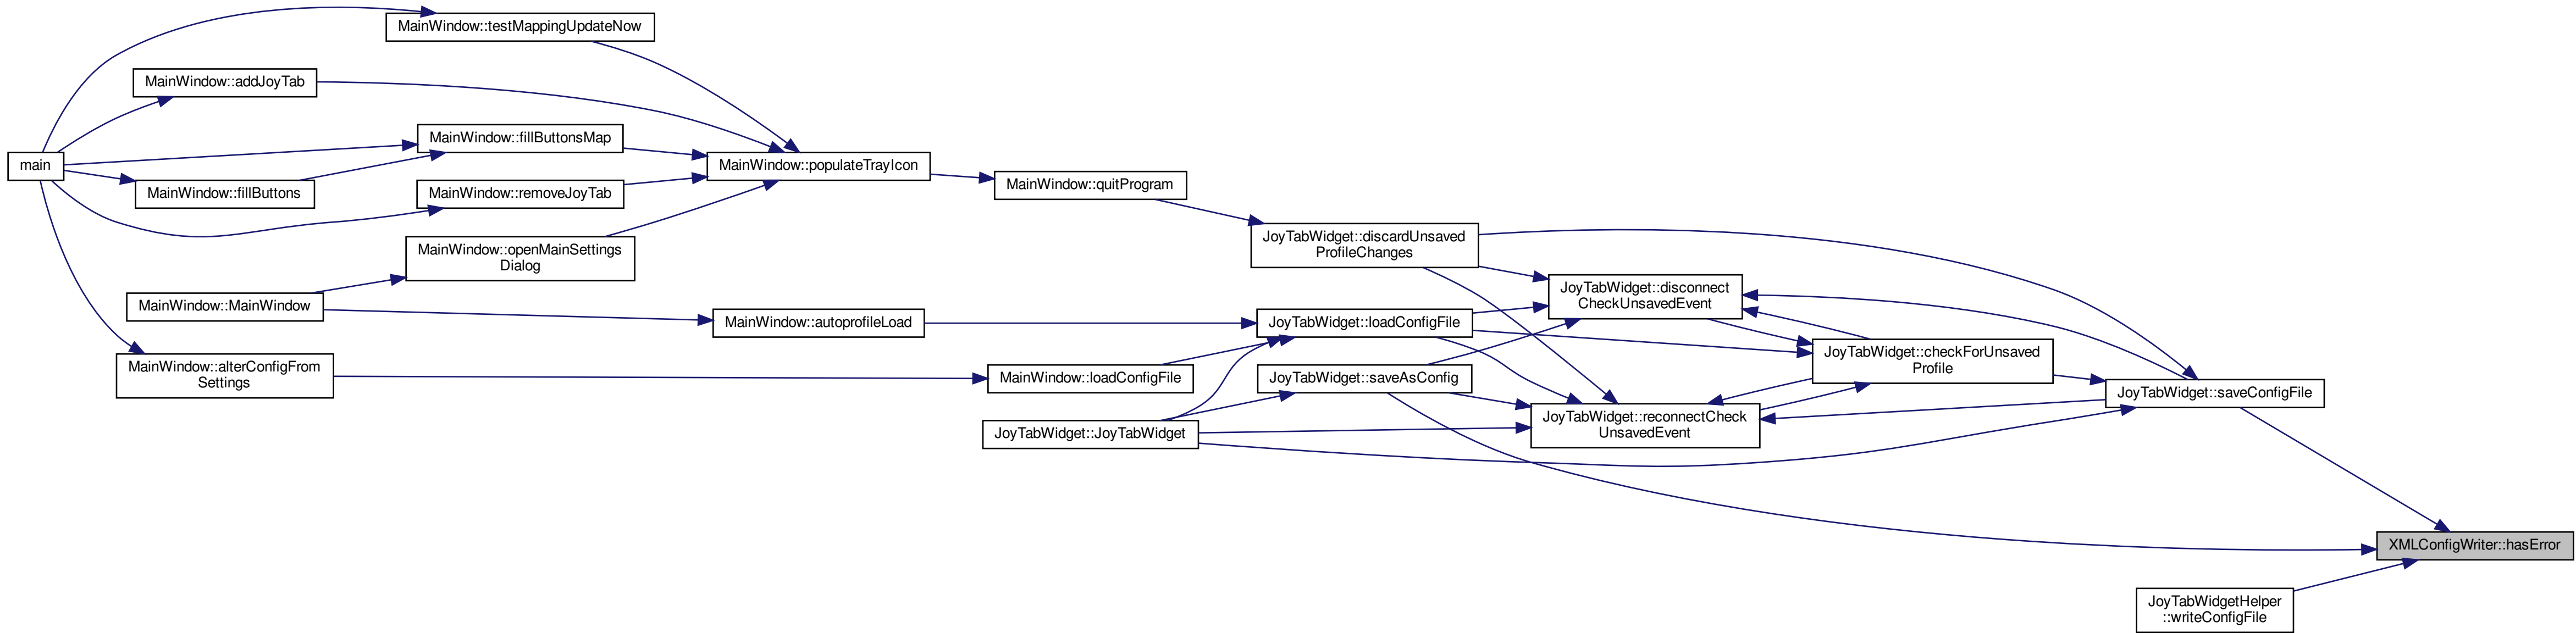 MainWindow::testMappingUpdateNow
MainWindow::addJoyTab
MainWindow::fillButtonsMap
main
MainWindow::populateTrayIcon
MainWindow::fillButtons
MainWindow::removeJoyTab
MainWindow::quitProgram
MainWindow::openMainSettings
Dialog
JoyTabWidget::discardUnsaved
ProfileChanges
MainWindow::MainWindow
MainWindow::autoprofileLoad
JoyTabWidget::loadConfigFile
JoyTabWidget::disconnect
CheckUnsavedEvent
MainWindow::alterConfigFrom
Settings
MainWindow::loadConfigFile
JoyTabWidget::saveAsConfig
JoyTabWidget::checkForUnsaved
Profile
JoyTabWidget::saveConfigFile
JoyTabWidget::JoyTabWidget
JoyTabWidget::reconnectCheck
UnsavedEvent
XMLConfigWriter::hasError
JoyTabWidgetHelper
::writeConfigFile